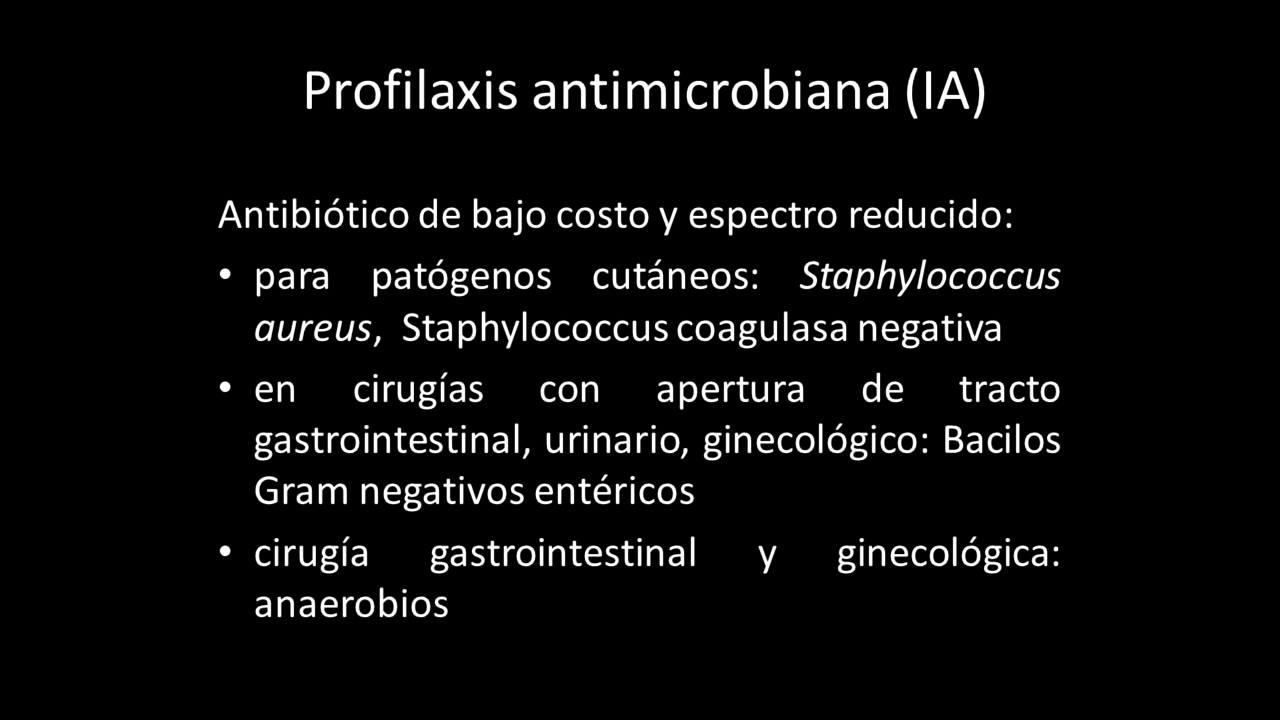 Profilaxis antimicrobiana (IA)
Antibiótico de bajo costo y espectro reducido:
• para patógenos cutáneos: Staphylococcus
aureus, Staphylococcus coagulasa negativa
• en cirugías con apertura de tracto
gastrointestinal, urinario, ginecológico: Bacilos
Gram negativos entéricos
• cirugía gastrointestinal y ginecológica:
anaerobios